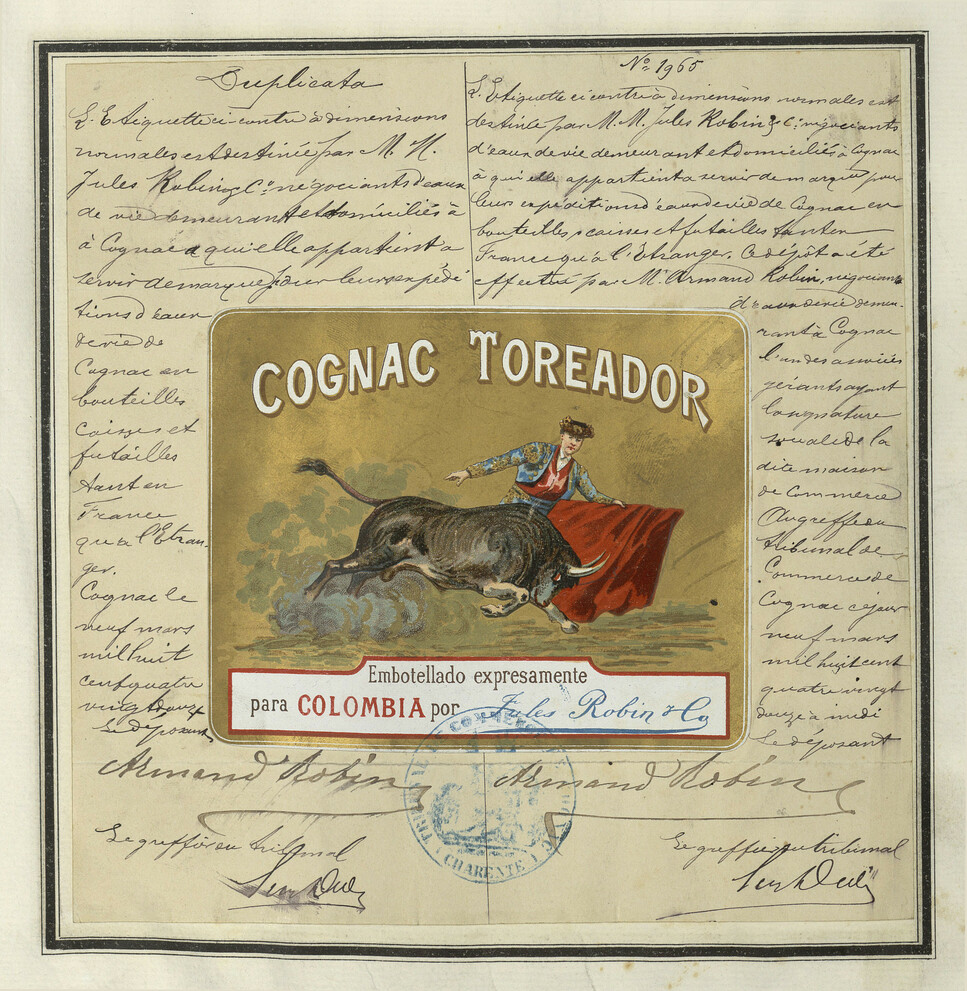 Duplicata
L'Etiquette ci-contre à dimensions
normales est destinée par M. M.
Jules Robin & Co négociants d'eaux
de vie demeurant et domiciliés à
à Cognac a qui elle appartient a
servir de marque pour leurs expédi
tions d'eaux
de vie de
Cognac en
bouteilles
caisses et
futailles
tant en
France
qu'à l'Etran-
ger.
Cognac le
neuf mars
mil huit
cent quatre
vingt douze
Le déposant
Armand Robin
Le greffier du tribunal
No 1965
L'Etiquette ci contre à dimensions normales est
destinée par M. M. Jules Robin & Co négociants
d'eaux de vie demeurant et domiciliés à Cognac
à qui elle appartient a servir de marque pour
leurs expéditions d'eaux de vie de Cognac en
bouteilles, caisses et futailles tant en
France qu'à l'Etranger. Ce dépôt a été
effectué par Mr Armand Robin, négociant
d'eaux de vie demeu-
rant à Cognac
l'un des associés
gérants ayant
la signature
sociale de la
dite maison
de Commerce
Au greffe du
tribunal de
Commerce de
Cognac ce jour
neuf mars
mil huit cent
quatre vingt
douze à midi
Le déposant
Armand Robin
Le greffier du tribunal
COGNAC TOREADOR
Embotellado expresamente
para COLOMBIA por Jules Robin & Co
TRIBUNAL DE COMMERCE COGNAC
CHARENTE